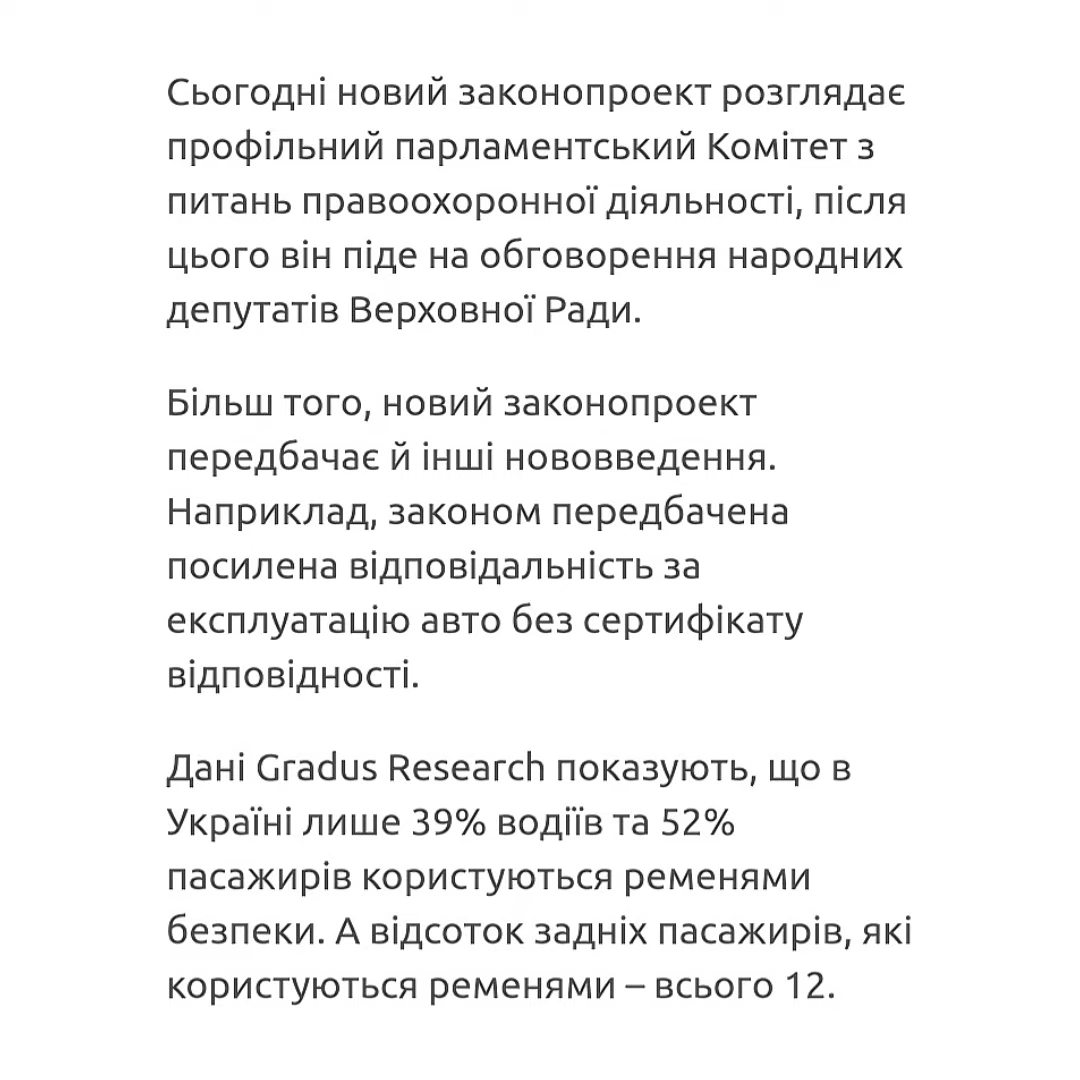 Сьогодні новий законопроект розглядає
профільний парламентський Комітет з
питань правоохоронної діяльності, після
цього він піде на обговорення народних
депутатів Верховної Ради.
Більш того, новий законопроект
передбачає й інші нововведення.
Наприклад, законом передбачена
посилена відповідальність за
експлуатацію авто без сертифікату
відповідності.
Дані Gradus Research показують, що в
Україні лише 39% водіїв та 52%
пасажирів користуються ременями
безпеки. А відсоток задніх пасажирів, які
користуються ременями – всього 12.